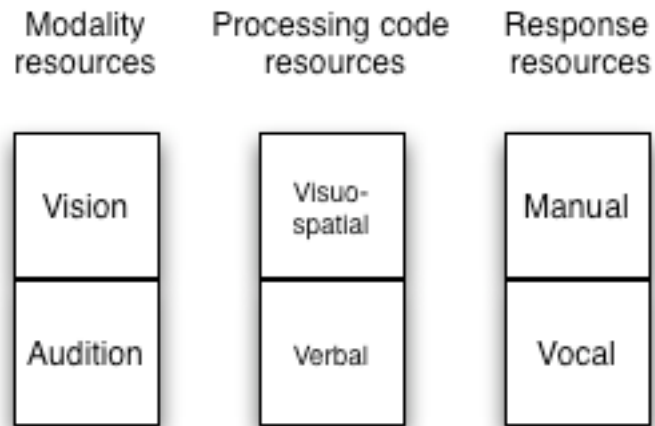 Modality
resources
Processing code
resources
Response
resources
Vision
Visuo-
spatial
Manual
Audition
Verbal
Vocal